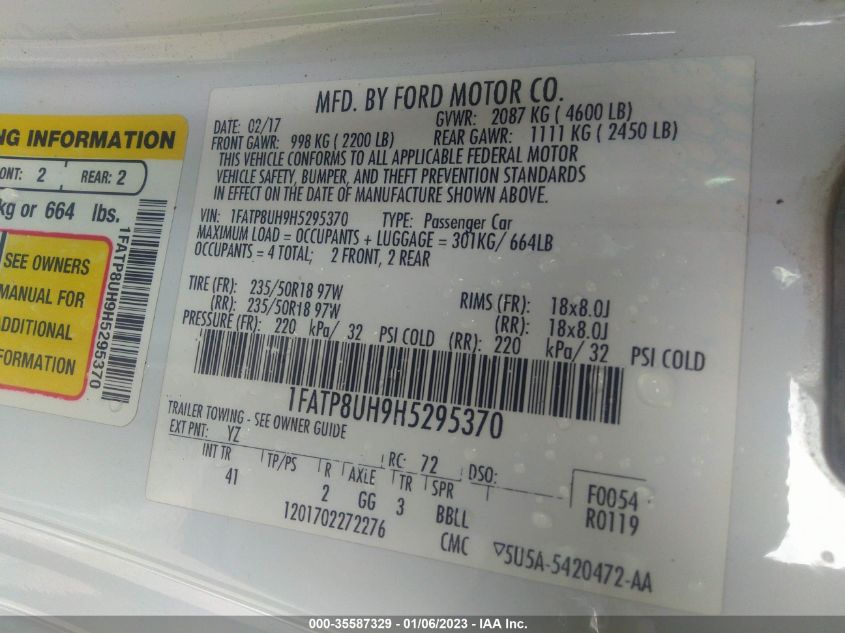 NG INFORMATION
ONT: 2 REAR: 2
kg or 664 lbs.
SEE OWNERS
MANUAL FOR
ADDITIONAL
FORMATION
1FATP8UH9H5295370
MFD. BY FORD MOTOR CO.
DATE: 02/17 GVWR: 2087 KG ( 4600 LB)
FRONT GAWR: 998 KG ( 2200 LB) REAR GAWR: 1111 KG ( 2450 LB)
THIS VEHICLE CONFORMS TO ALL APPLICABLE FEDERAL MOTOR
VEHICLE SAFETY, BUMPER, AND THEFT PREVENTION STANDARDS
IN EFFECT ON THE DATE OF MANUFACTURE SHOWN ABOVE.
VIN: 1FATP8UH9H5295370 TYPE: Passenger Car
MAXIMUM LOAD = OCCUPANTS + LUGGAGE = 301KG/ 664LB
OCCUPANTS = 4 TOTAL; 2 FRONT, 2 REAR
TIRE (FR): 235/50R18 97W RIMS (FR): 18x8.0J
(RR): 235/50R18 97W (RR): 18x8.0J
PRESSURE (FR): 220 kPa/ 32 PSI COLD (RR): 220 kPa/ 32 PSI COLD
1FATP8UH9H5295370
TRAILER TOWING - SEE OWNER GUIDE
EXT PNT: YZ RC: 72 DSO:
INT TR TP/PS R AXLE TR SPR
41 2 GG 3 BBLL
F0054
R0119
1201702272276 CMC ▽5U5A-5420472-AA
000-35587329 — 01/06/2023 — IAA Inc.